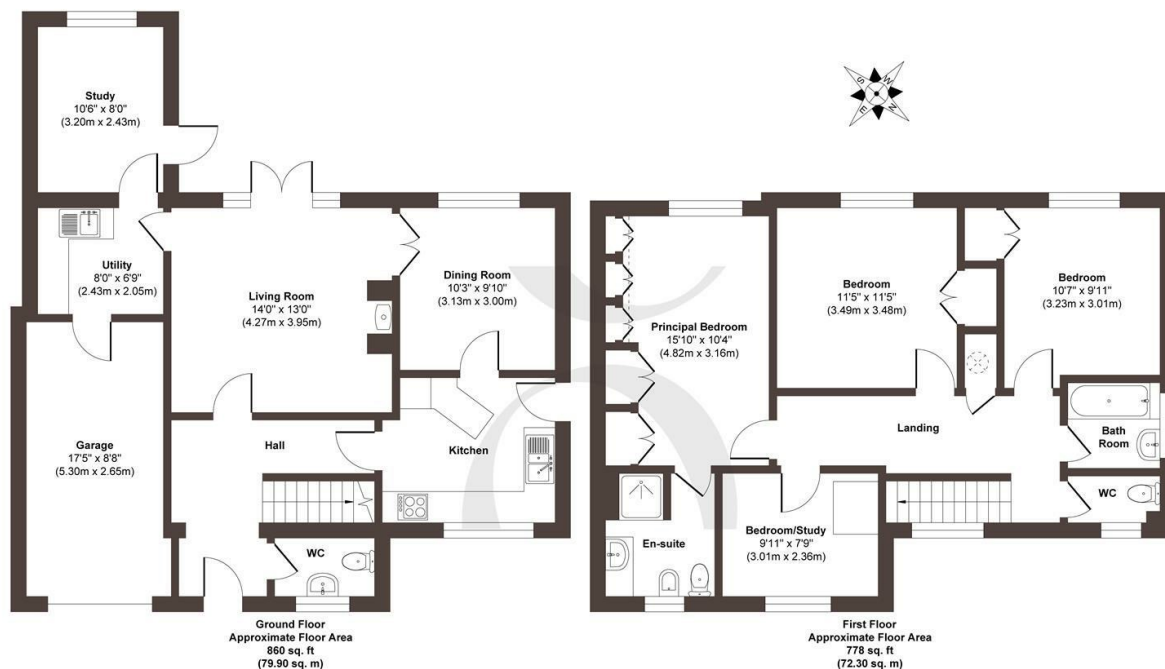 Study
10'6" x 8'0"
(3.20m x 2.43m)
Utility
8'0" x 6'9"
(2.43m x 2.05m)
Living Room
14'0" x 13'0"
(4.27m x 3.95m)
Dining Room
10'3" x 9'10"
(3.13m x 3.00m)
Garage
17'5" x 8'8"
(5.30m x 2.65m)
Hall
Kitchen
WC
Ground Floor
Approximate Floor Area
860 sq. ft
(79.90 sq. m)
S
W
E
N
Principal Bedroom
15'10" x 10'4"
(4.82m x 3.16m)
Bedroom
11'5" x 11'5"
(3.49m x 3.48m)
Bedroom
10'7" x 9'11"
(3.23m x 3.01m)
Landing
Bath
Room
WC
En-suite
Bedroom/Study
9'11" x 7'9"
(3.01m x 2.36m)
First Floor
Approximate Floor Area
778 sq. ft
(72.30 sq. m)